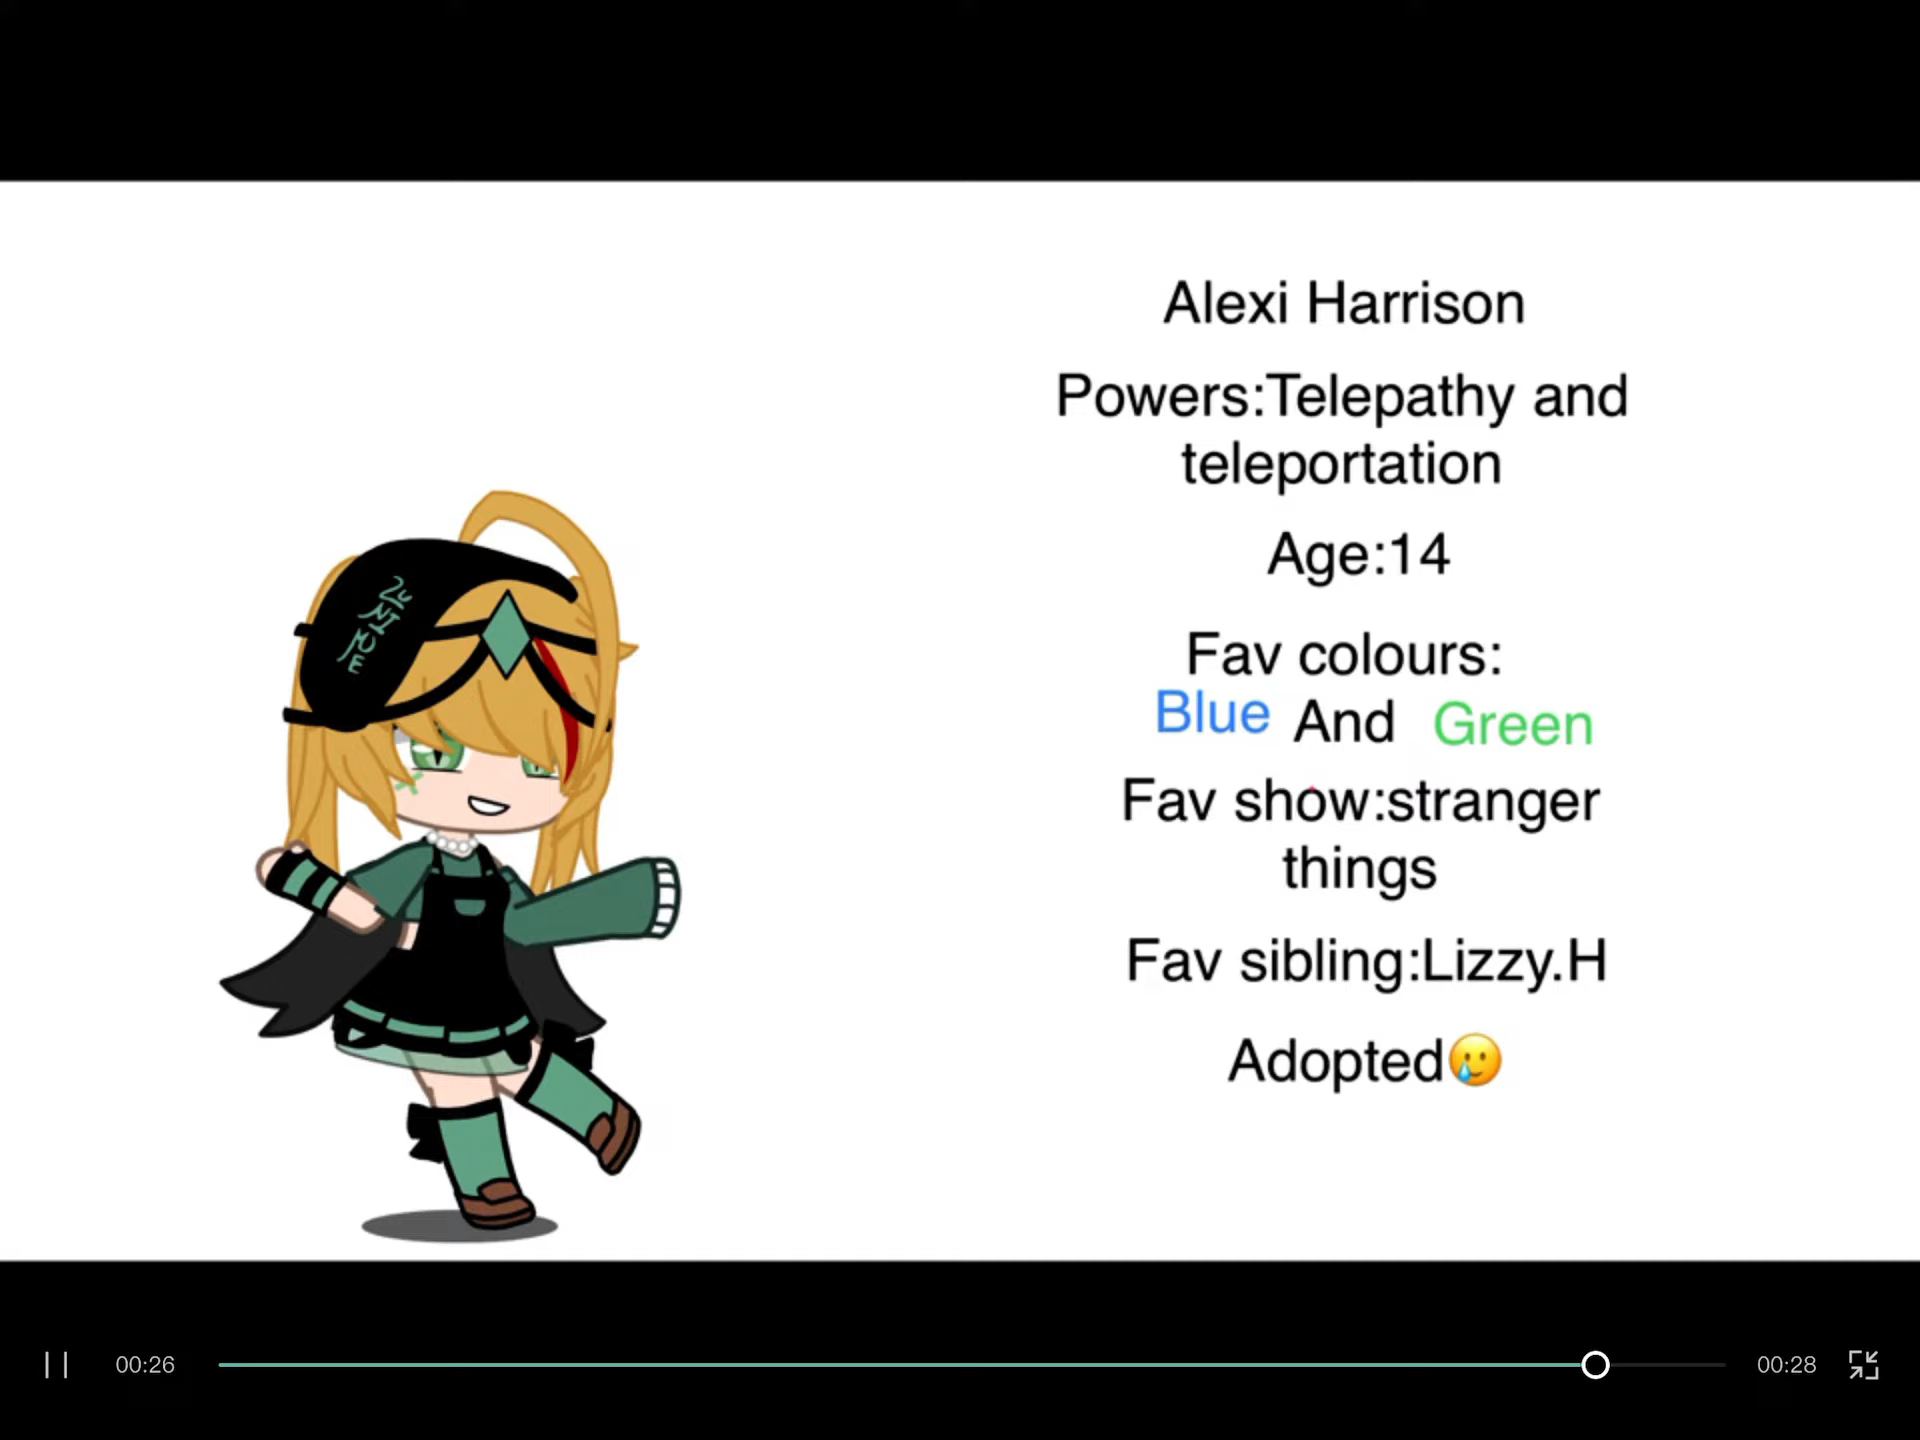 Alexi Harrison
Powers:Telepathy and
teleportation
Age:14
Fav colours:
Blue And Green
Fav show:stranger
things
Fav sibling:Lizzy.H
Adopted🥲
00:26
00:28